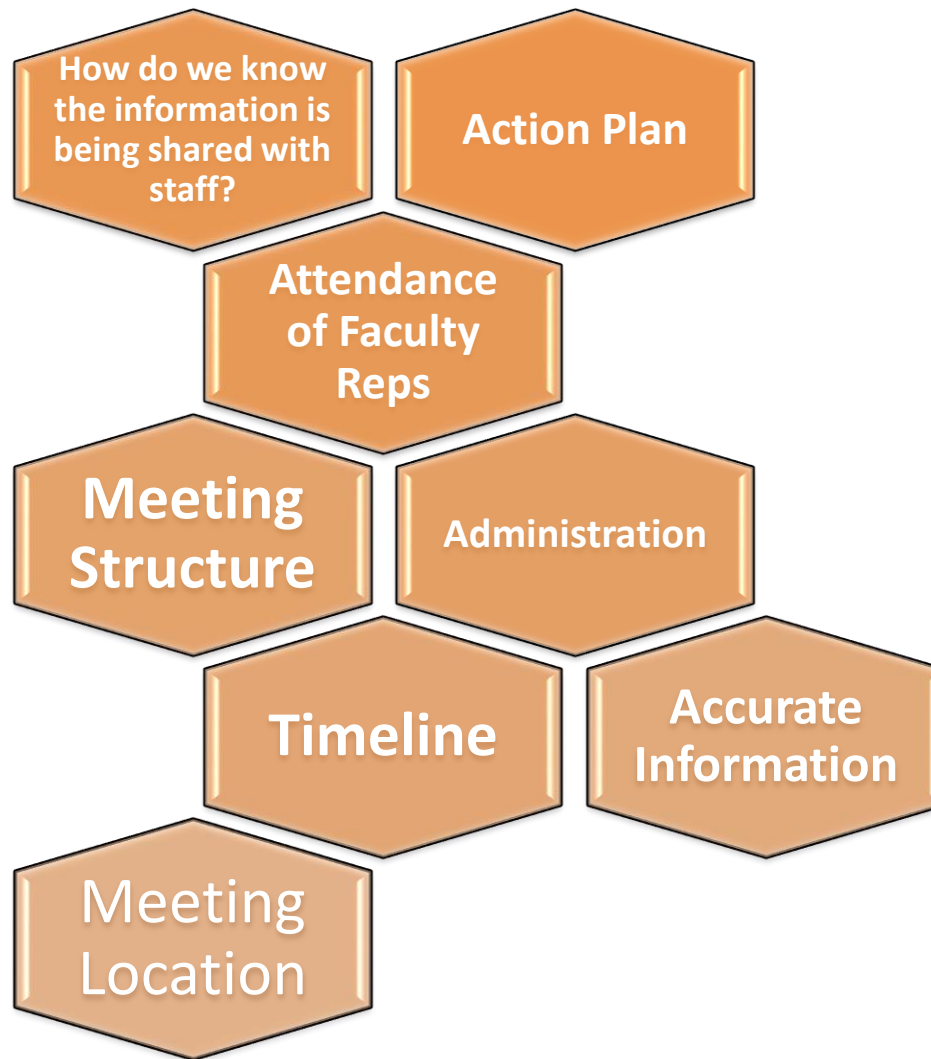 How do we know
the information is
being shared with
staff?
Action Plan
Attendance
of Faculty
Reps
Meeting
Structure
Administration
Timeline
Accurate
Information
Meeting
Location